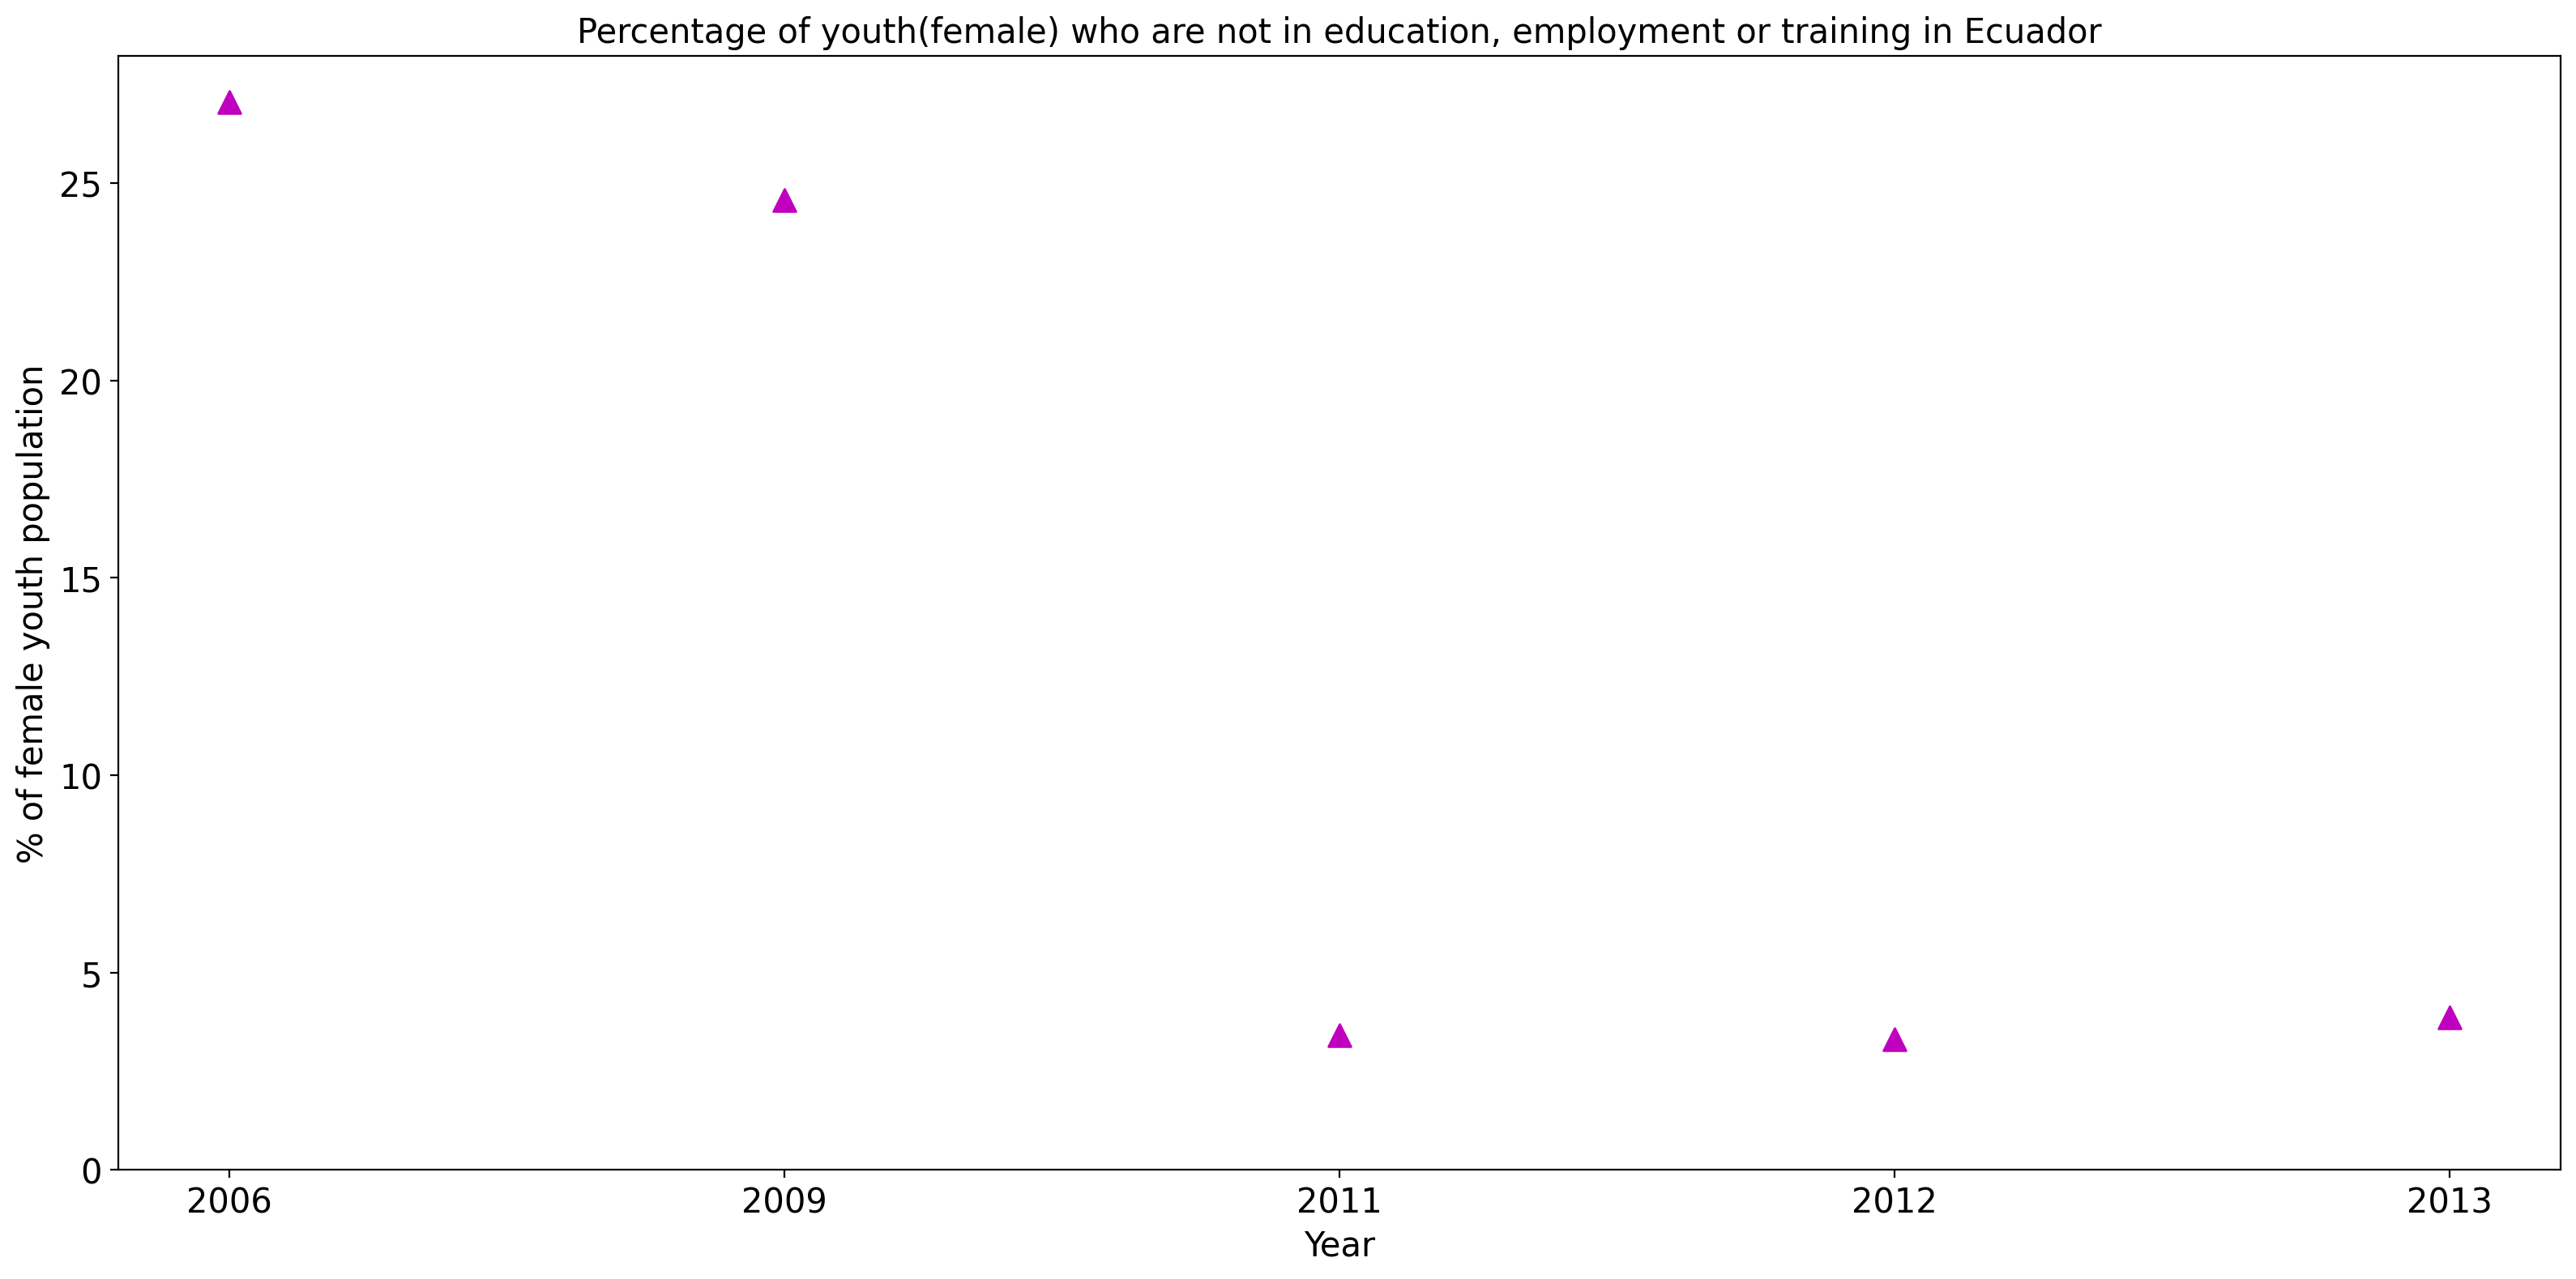 Percentage of youth(female) who are not in education, employment or training in Ecuador
% of female youth population
25
20
15
10
5
0
2006 2009 2011 2012 2013
Year